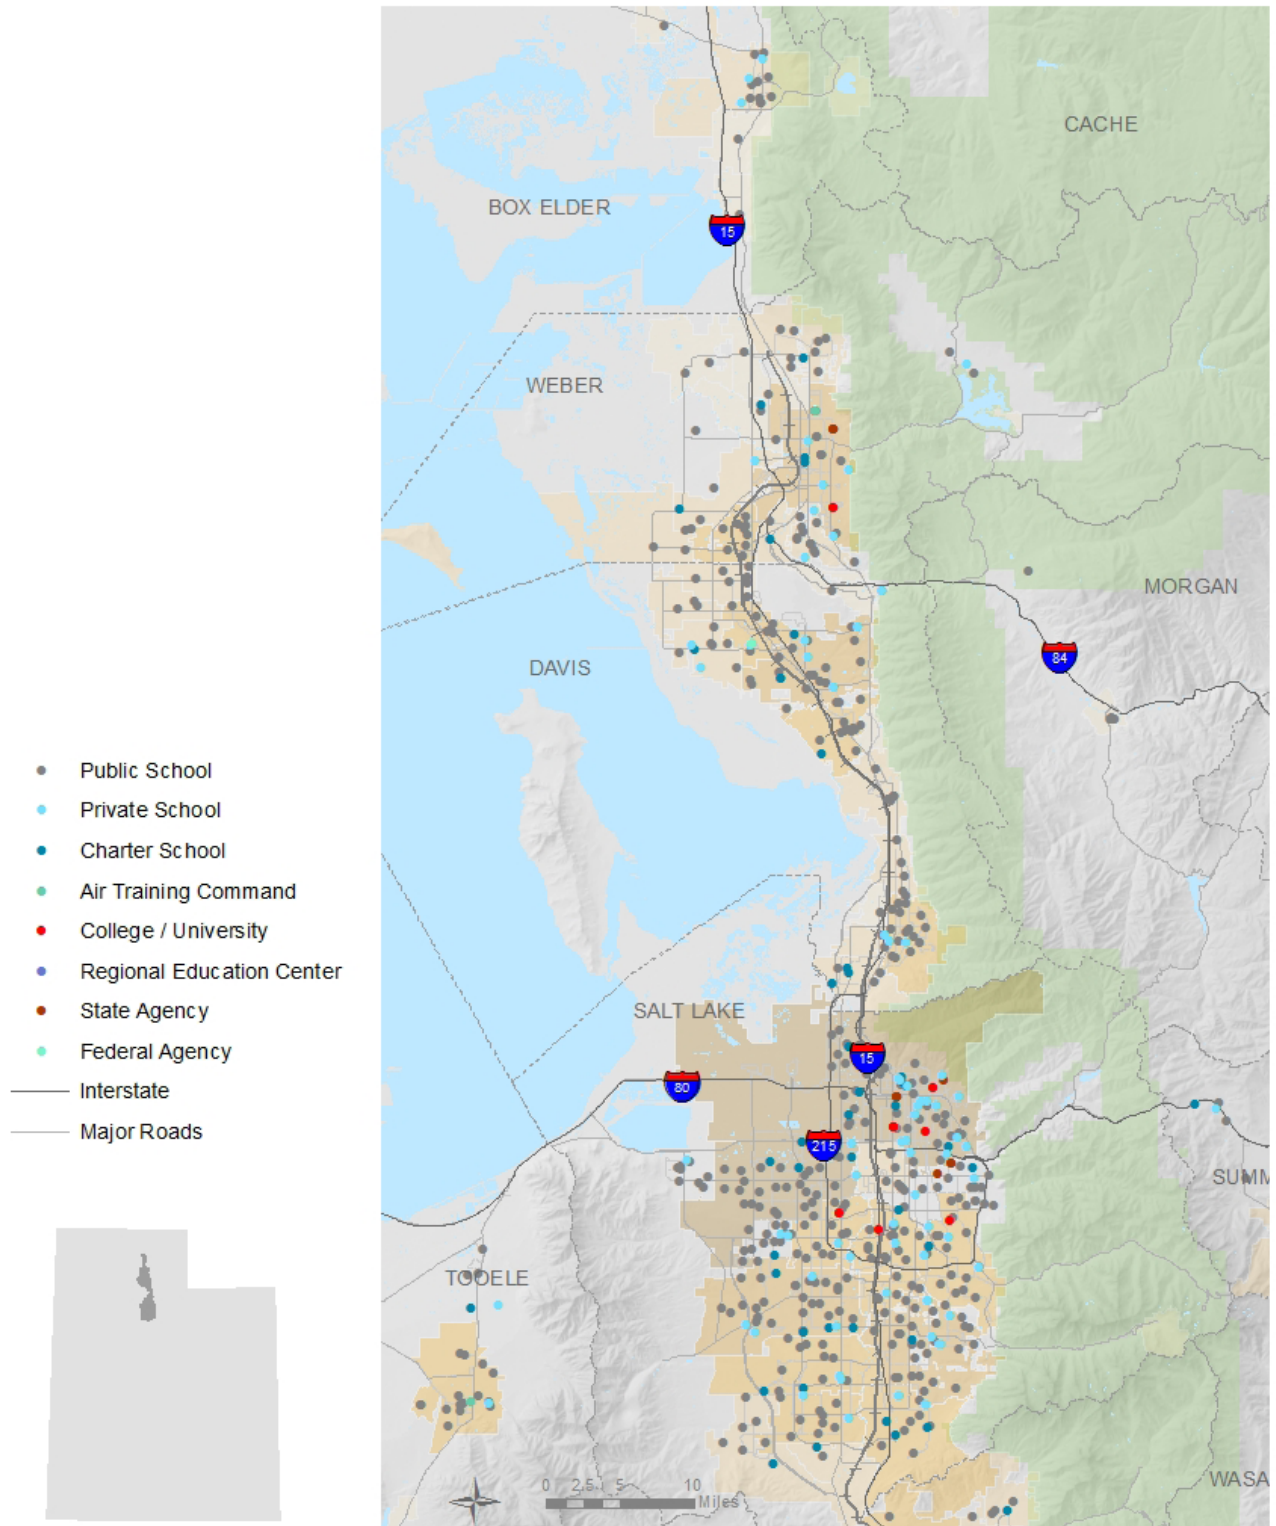 CACHE
BOX ELDER
15
WEBER
MORGAN
84
DAVIS
Public School
Private School
Charter School
Air Training Command
College / University
Regional Education Center
State Agency
Federal Agency
Interstate
Major Roads
SALT LAKE
15
80
215
SUMM
TOOELE
WASA
0 2.5 5 10
Miles